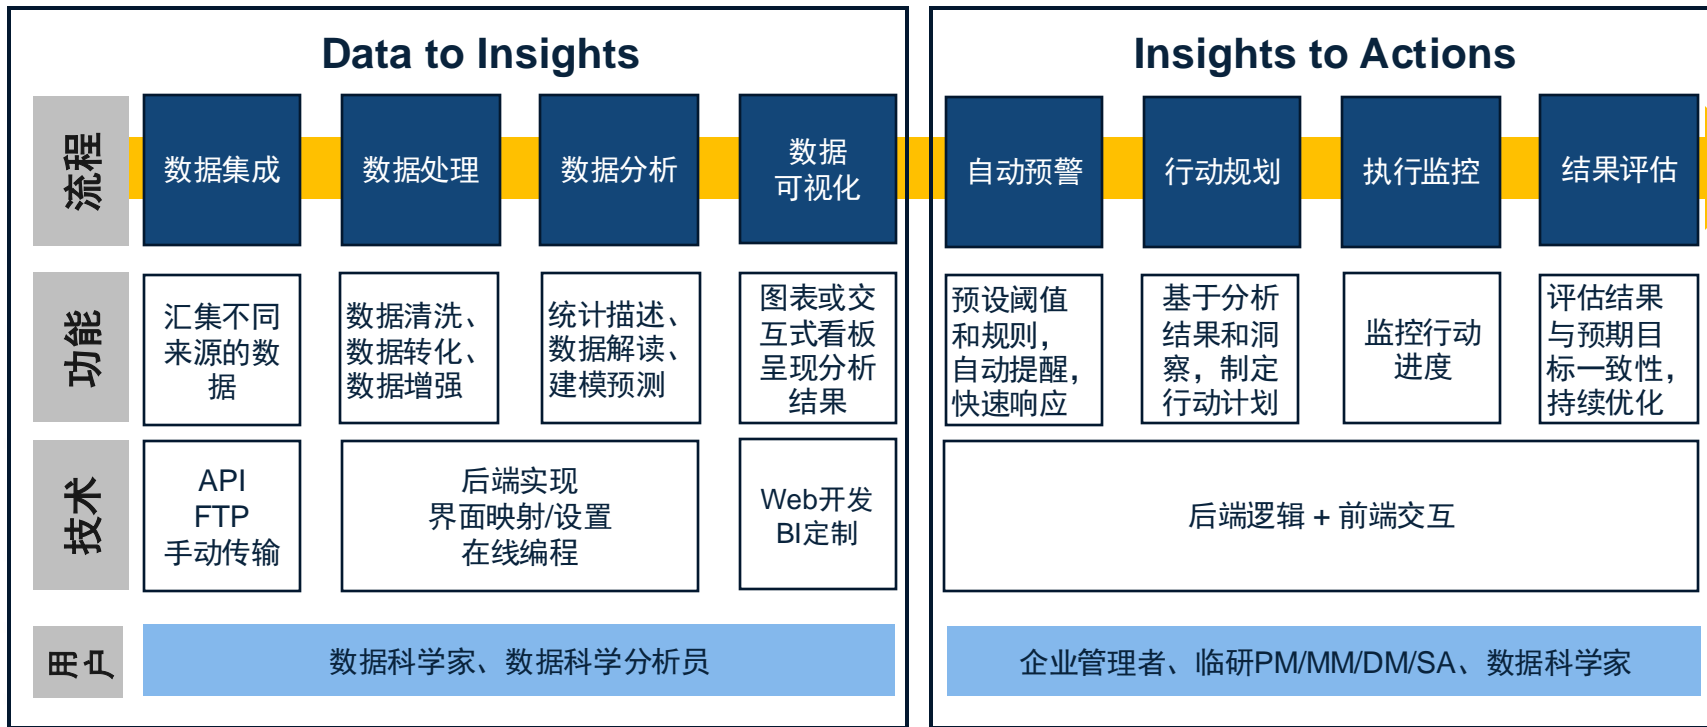 Data to Insights
Insights to Actions
流程
数据集成
数据处理
数据分析
数据
可视化
自动预警
行动规划
执行监控
结果评估
功能
汇集不同
来源的数
据
数据清洗、
数据转化、
数据增强
统计描述、
数据解读、
建模预测
图表或交
互式看板
呈现分析
结果
预设阈值
和规则，
自动提醒，
快速响应
基于分析
结果和洞
察，制定
行动计划
监控行动
进度
评估结果
与预期目
标一致性，
持续优化
技术
API
FTP
手动传输
后端实现
界面映射/设置
在线编程
Web开发
BI定制
后端逻辑 + 前端交互
用户
数据科学家、数据科学分析员
企业管理者、临研PM/MM/DM/SA、数据科学家